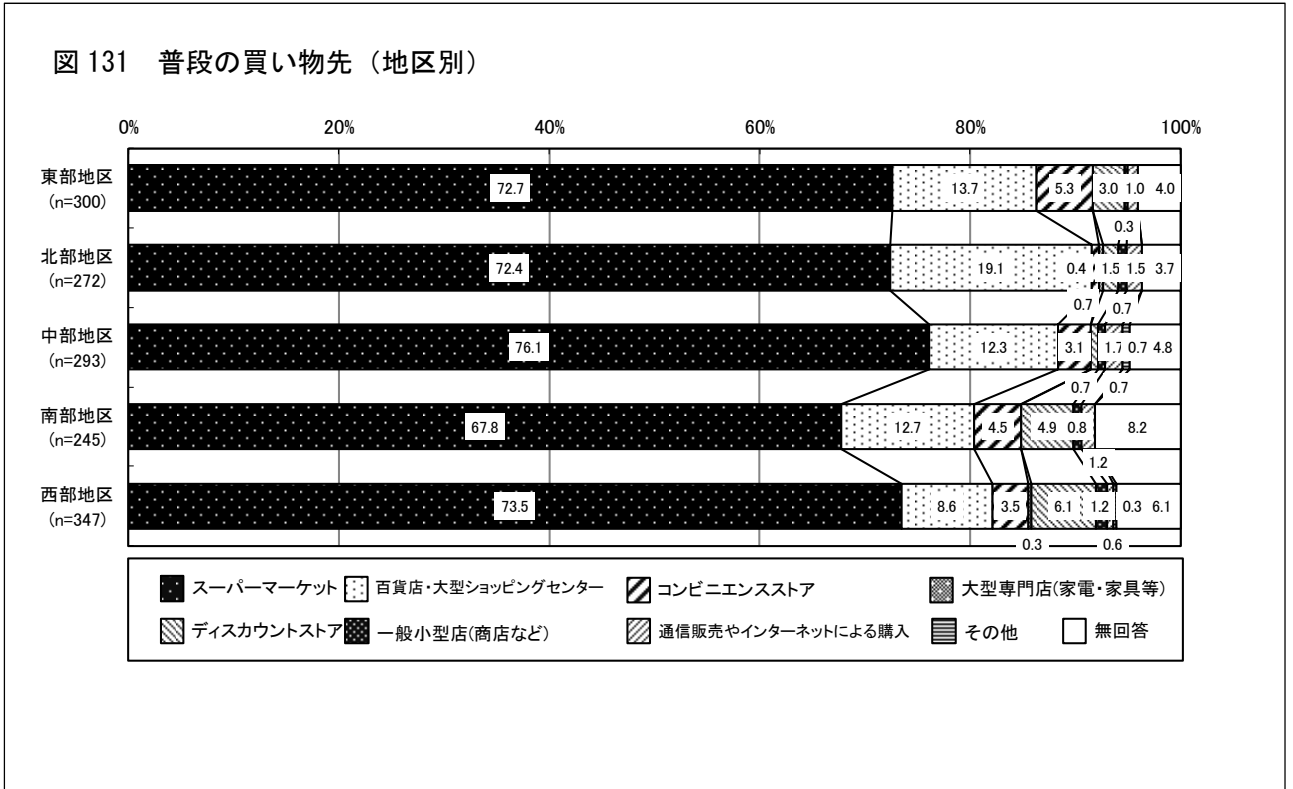 図 131　普段の買い物先（地区別）
0% 20% 40% 60% 80% 100%
東部地区
(n=300)
72.7 13.7 5.3 3.0 1.0 4.0
0.3
北部地区
(n=272)
72.4 19.1 0.4 1.5 1.5 3.7
0.7 0.7
中部地区
(n=293)
76.1 12.3 3.1 1.7 0.7 4.8
0.7 0.7
南部地区
(n=245)
67.8 12.7 4.5 4.9 0.8 8.2
1.2
西部地区
(n=347)
73.5 8.6 3.5 6.1 1.2 0.3 6.1
0.3 0.6
スーパーマーケット 百貨店・大型ショッピングセンター コンビニエンスストア 大型専門店(家電・家具等)
ディスカウントストア 一般小型店(商店など) 通信販売やインターネットによる購入 その他 無回答